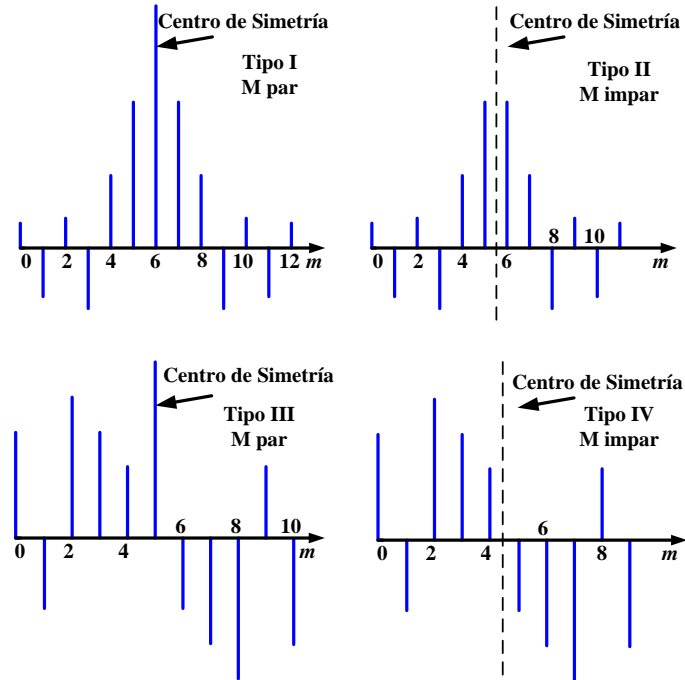 Centro de Simetría
Tipo I
M par
0 2 4 6 8 10 12 m
Centro de Simetría
Tipo II
M impar
0 2 4 6 8 10 m
Centro de Simetría
Tipo III
M par
0 2 4 6 8 10 m
Centro de Simetría
Tipo IV
M impar
0 2 4 6 8 m